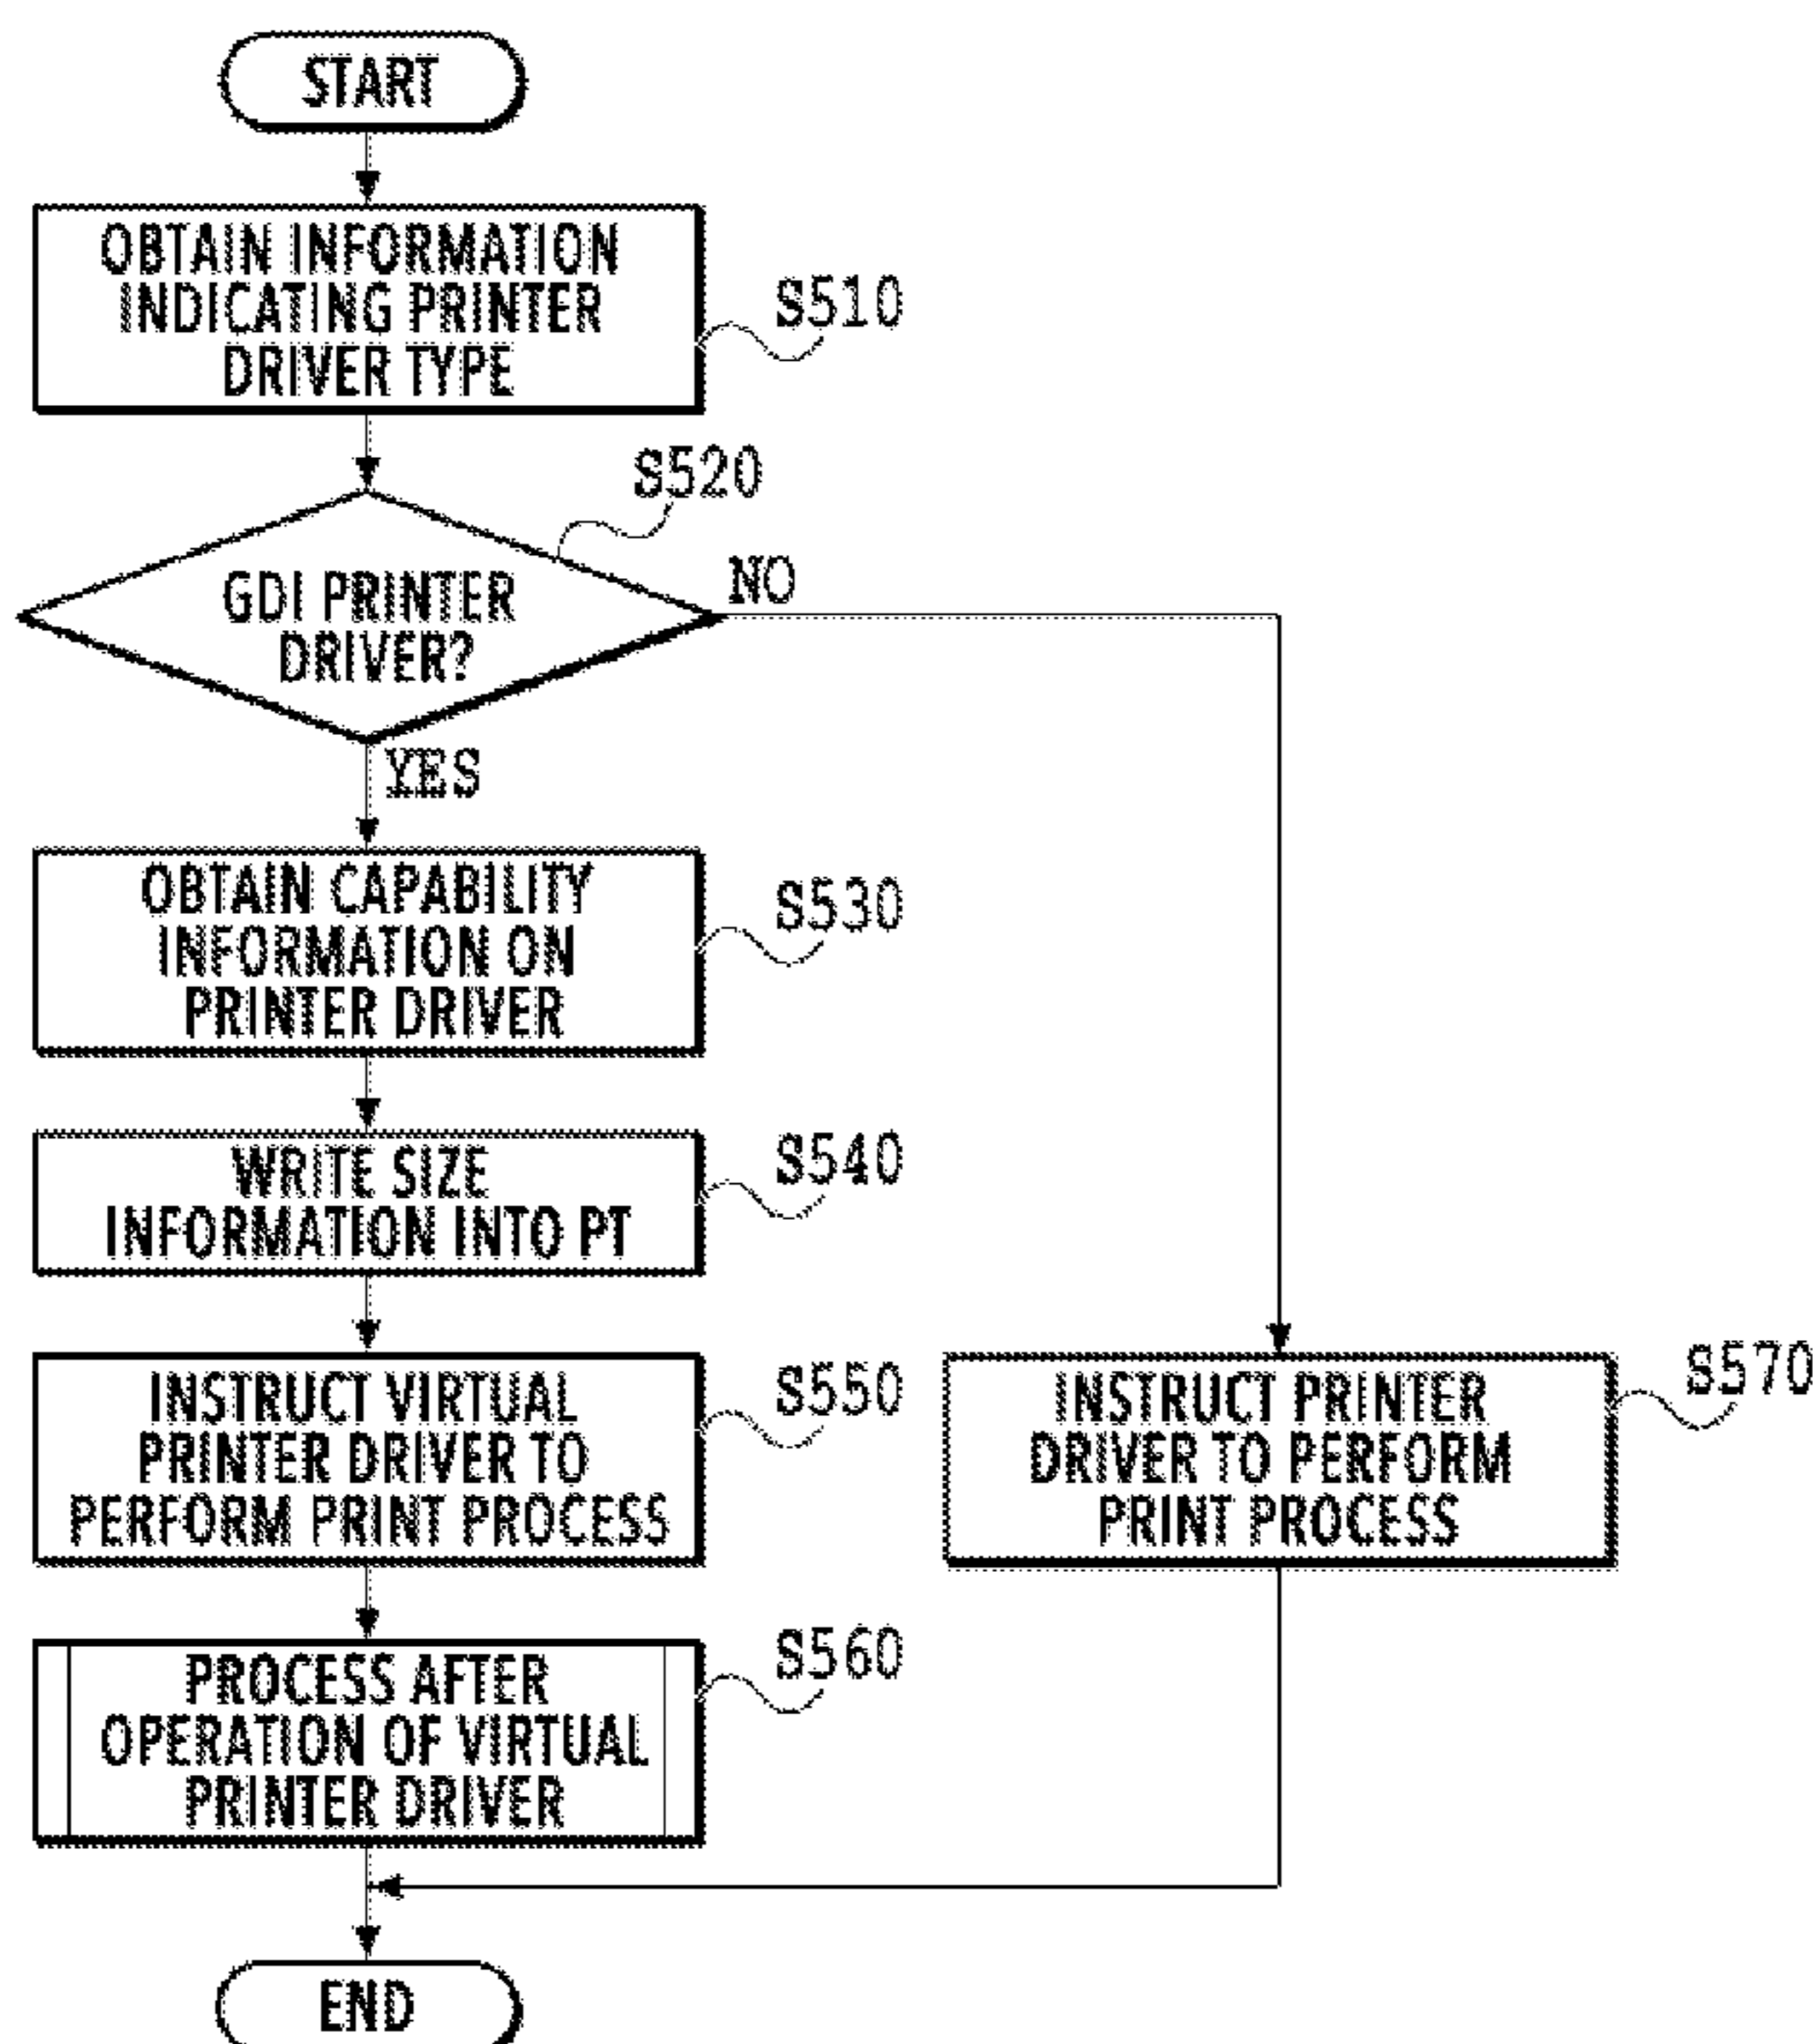 START
OBTAIN INFORMATION
INDICATING PRINTER
DRIVER TYPE
S510
S520
GDI PRINTER
DRIVER?
NO
YES
OBTAIN CAPABILITY
INFORMATION ON
PRINTER DRIVER
S530
WRITE SIZE
INFORMATION INTO PT
S540
INSTRUCT VIRTUAL
PRINTER DRIVER TO
PERFORM PRINT PROCESS
S550
INSTRUCT PRINTER
DRIVER TO PERFORM
PRINT PROCESS
S570
PROCESS AFTER
OPERATION OF VIRTUAL
PRINTER DRIVER
S560
END